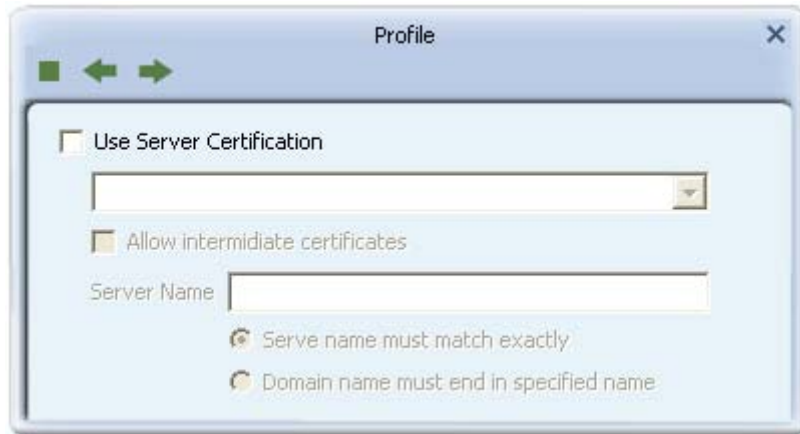 Profile
Use Server Certification
Allow intermidiate certificates
Server Name
Serve name must match exactly
Domain name must end in specified name